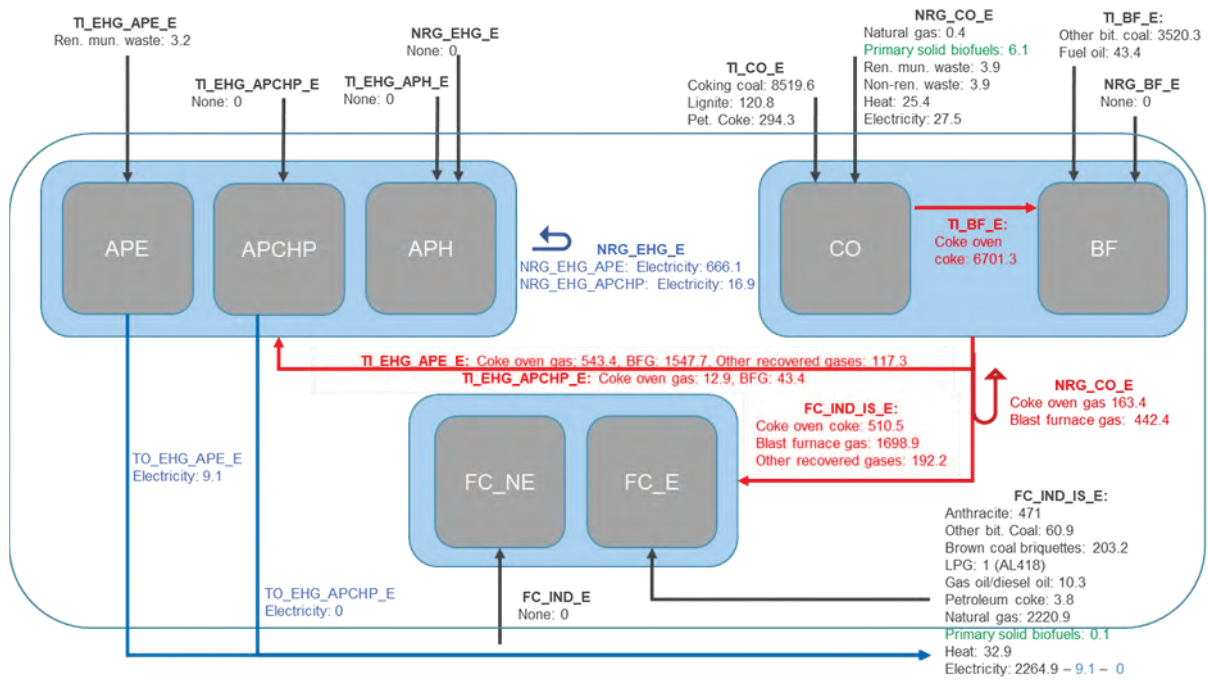 TI_EHG_APE_E
Ren. mun. waste: 3.2
TI_EHG_APCHP_E
None: 0
NRG_EHG_E
None: 0
TI_EHG_APH_E
None: 0
TI_CO_E
Coking coal: 8519.6
Lignite: 120.8
Pet. Coke: 294.3
NRG_CO_E
Natural gas: 0.4
Primary solid biofuels: 6.1
Ren. mun. waste: 3.9
Non-ren. waste: 3.9
Heat: 25.4
Electricity: 27.5
TI_BF_E:
Other bit. coal: 3520.3
Fuel oil: 43.4
NRG_BF_E
None: 0
APE
APCHP
APH
NRG_EHG_E
NRG_EHG_APE: Electricity: 666.1
NRG_EHG_APCHP: Electricity: 16.9
CO
TI_BF_E:
Coke oven
coke: 6701.3
BF
TI_EHG_APE_E: Coke oven gas; 543.4, BFG: 1547.7, Other recovered gases: 117.3
TI_EHG_APCHP_E: Coke oven gas: 12.9, BFG: 43.4
NRG_CO_E
Coke oven gas 163.4
Blast furnace gas: 442.4
FC_IND_IS_E:
Coke oven coke: 510.5
Blast furnace gas: 1698.9
Other recovered gases: 192.2
TO_EHG_APE_E
Electricity: 9.1
FC_NE
FC_E
TO_EHG_APCHP_E
Electricity: 0
FC_IND_E
None: 0
FC_IND_IS_E:
Anthracite: 471
Other bit. Coal: 60.9
Brown coal briquettes: 203.2
LPG: 1 (AL418)
Gas oil/diesel oil: 10.3
Petroleum coke: 3.8
Natural gas: 2220.9
Primary solid biofuels: 0.1
Heat: 32.9
Electricity: 2264.9 – 9.1 – 0